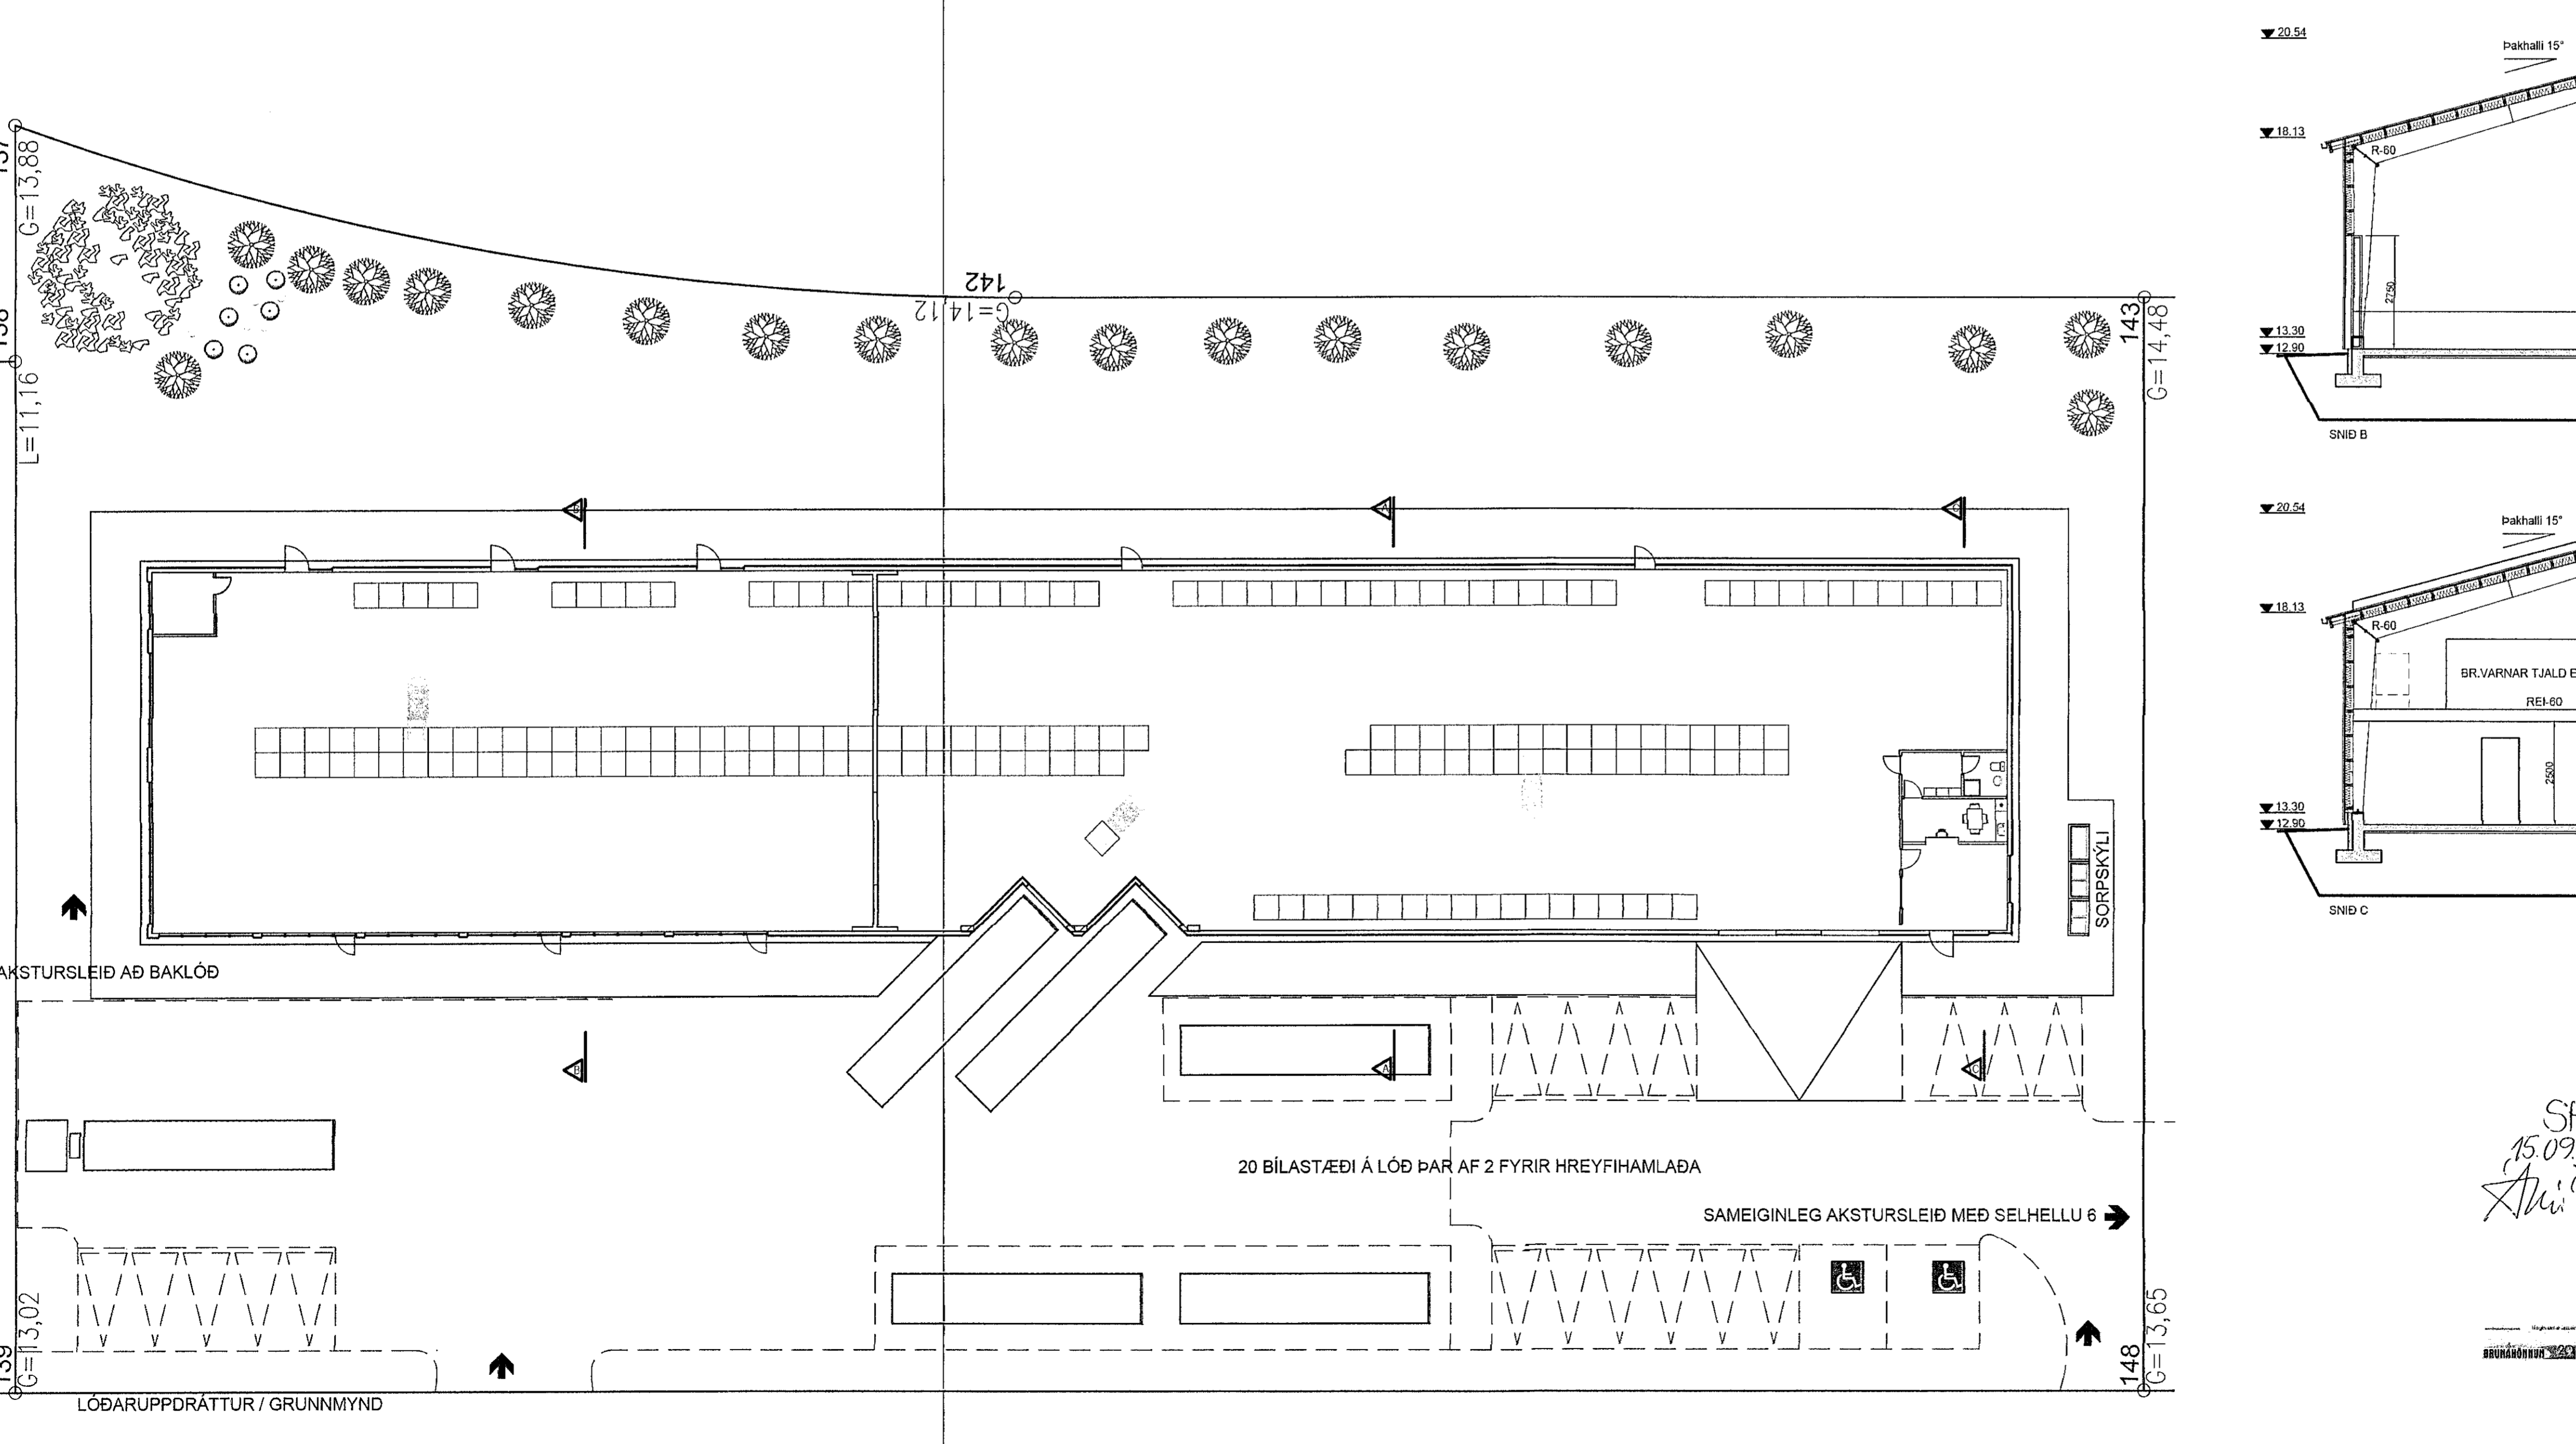 20.54
Þakhalli 15°
18.13
R-60
2750
13.30
12.90
SNIÐ B
G=13,88
L=11,16
142
G=14,12
143
G=14,48
B
A
C
20.54
Þakhalli 15°
18.13
R-60
BR.VARNAR TJALD E
REI-60
2500
13.30
12.90
SNIÐ C
SORPSKÝLI
AKSTURSLEIÐ AÐ BAKLÓÐ
B
A
C
20 BÍLASTÆÐI Á LÓÐ ÞAR AF 2 FYRIR HREYFIHAMLAÐA
SAMEIGINLEG AKSTURSLEIÐ MEÐ SELHELLU 6
15.09.
139
G=13,02
148
G=13,65
LÓÐARUPPDRÁTTUR / GRUNNMYND